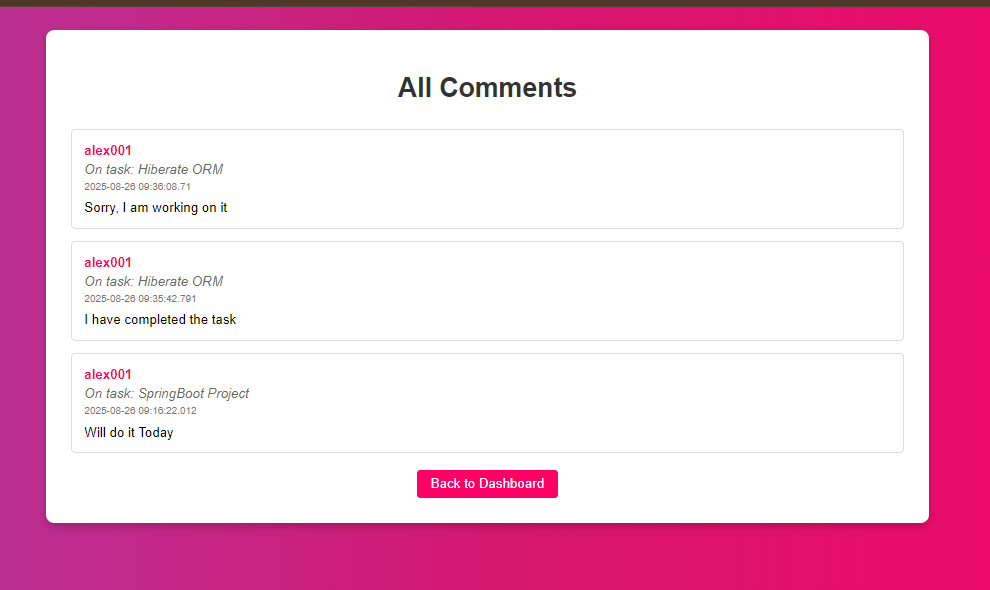 All Comments
alex001
On task: Hiberate ORM
2025-08-26 09:36:08.71
Sorry, I am working on it
alex001
On task: Hiberate ORM
2025-08-26 09:35:42.791
I have completed the task
alex001
On task: SpringBoot Project
2025-08-26 09:16:22.012
Will do it Today
Back to Dashboard